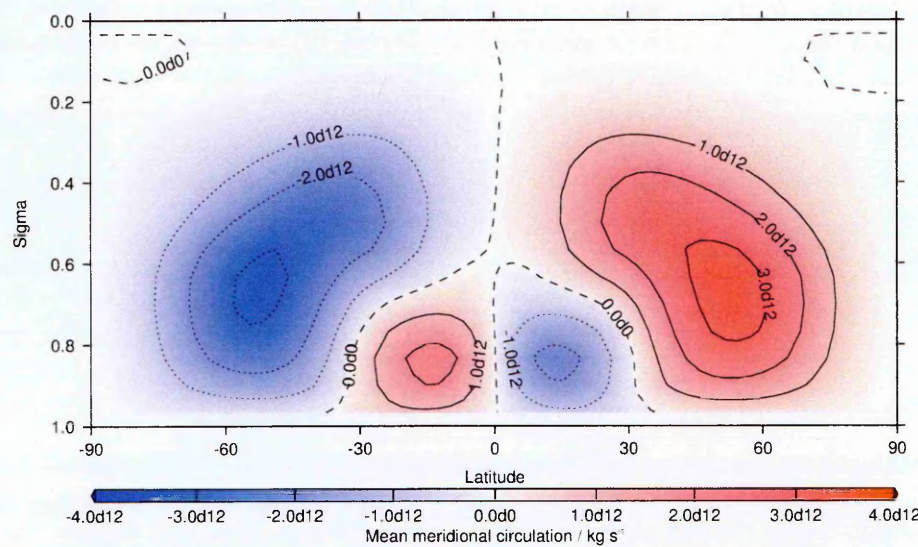 0.0
0.2
0.4
0.6
0.8
1.0
Sigma
0.0d0
-1.0d12
-2.0d12
1.0d12
2.0d12
3.0d12
0.0d0
1.0d12
1.0d12
0.0d0
-90 -60 -30 0 30 60 90
Latitude
-4.0d12 -3.0d12 -2.0d12 -1.0d12 0.0d0 1.0d12 2.0d12 3.0d12 4.0d12
Mean meridional circulation / kg s⁻¹